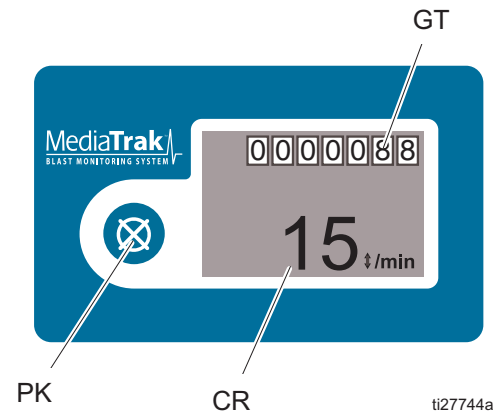 GT
MediaTrak
BLAST MONITORING SYSTEM
0000088
15 ↕/min
PK
CR
ti27744a